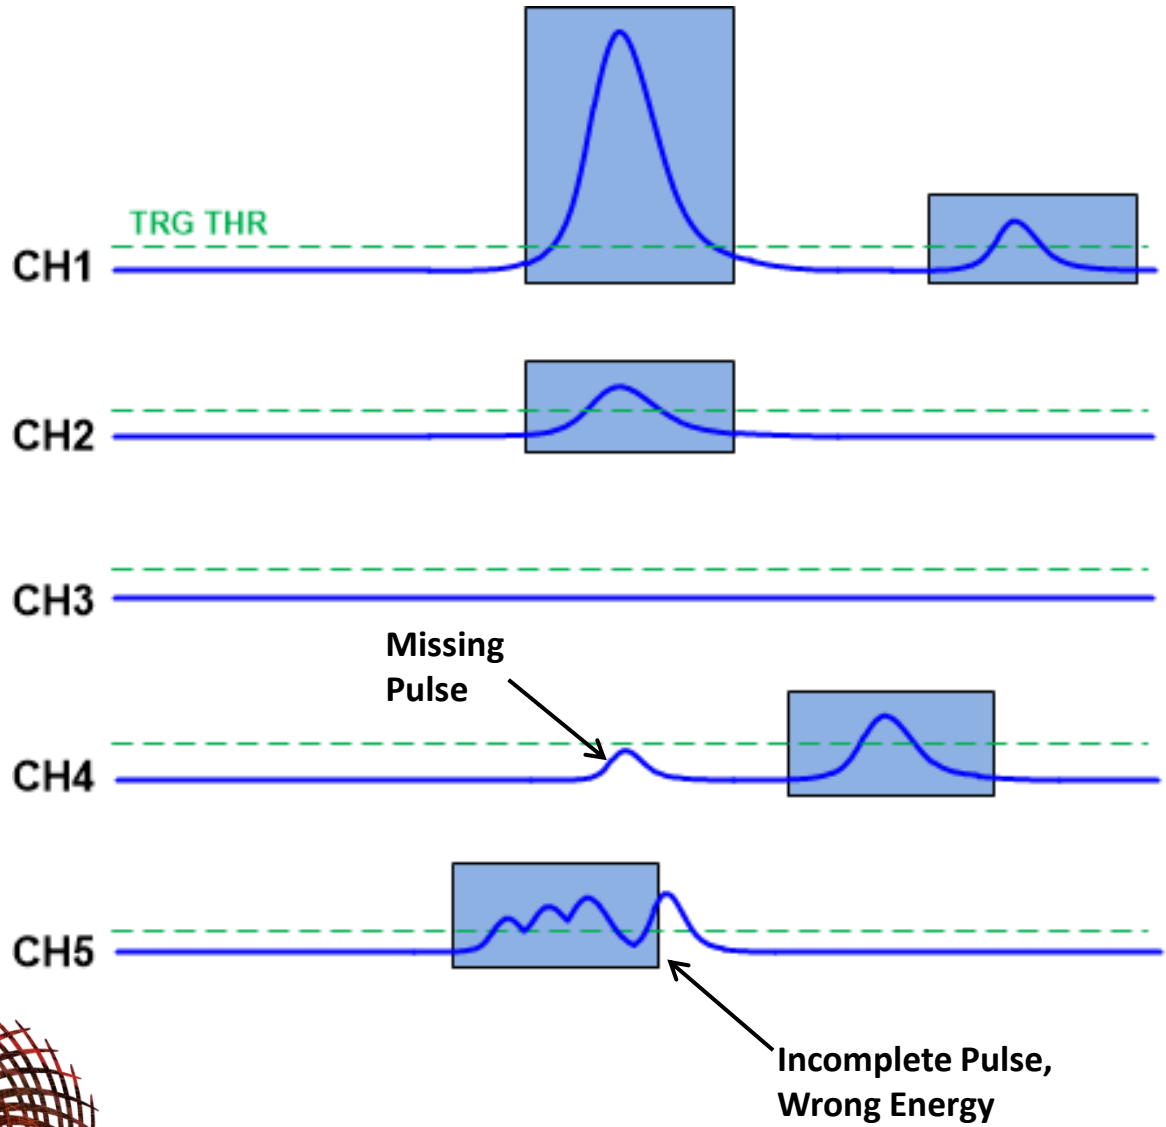 TRG THR
CH1
CH2
CH3
Missing
Pulse
CH4
CH5
Incomplete Pulse,
Wrong Energy